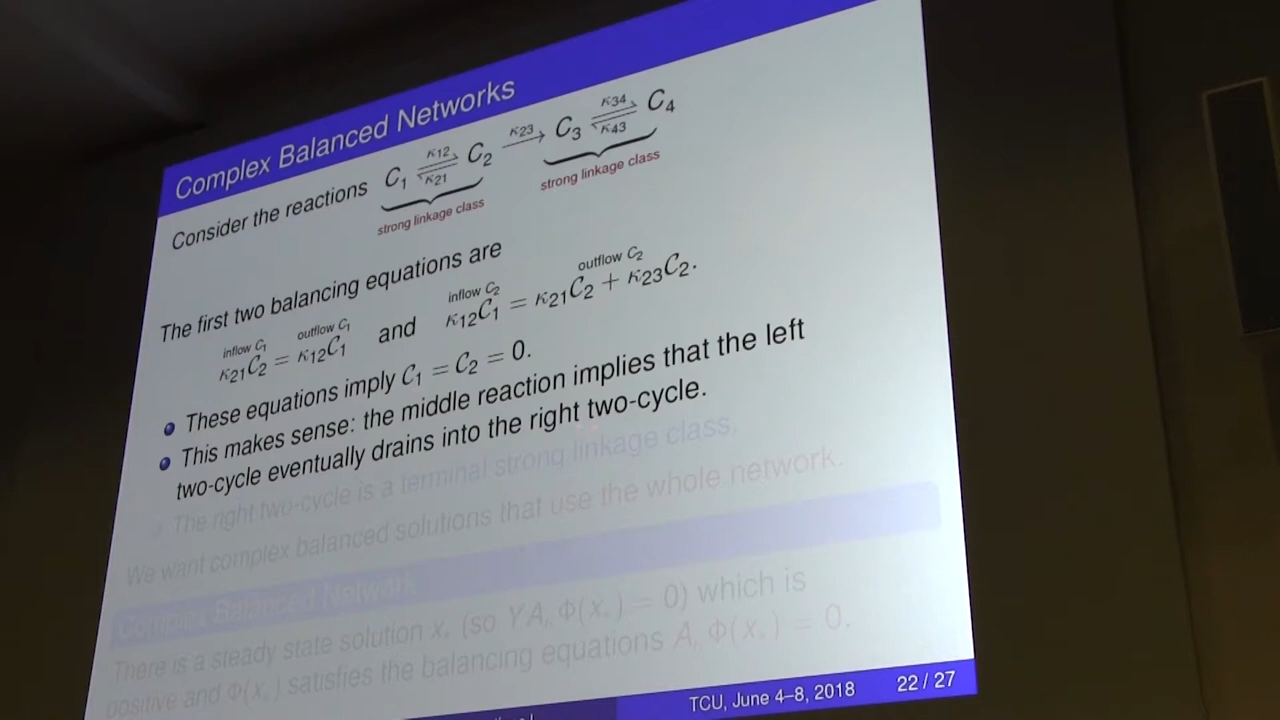 Complex Balanced Networks
Consider the reactions C₁ ⇌ C₂ → C₃ ⇌ C₄
κ12 κ21 κ23 κ34 κ43
strong linkage class strong linkage class
The first two balancing equations are
inflow C₁ outflow C₁ inflow C₂ outflow C₂
κ21C₂ = κ12C₁ and κ12C₁ = κ21C₂ + κ23C₂.
These equations imply C₁ = C₂ = 0.
This makes sense: the middle reaction implies that the left
two-cycle eventually drains into the right two-cycle.
The right two-cycle is a terminal strong linkage class.
We want complex balanced solutions that use the whole network.
Complex Balanced Network
There is a steady state solution x* (so YAκΦ(x*) = 0) which is
positive and Φ(x*) satisfies the balancing equations AκΦ(x*) = 0.
TCU, June 4–8, 2018 22 / 27